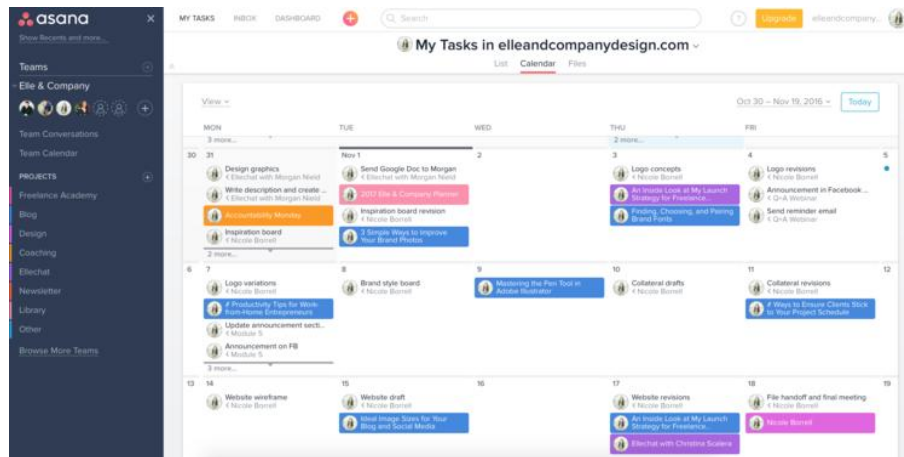 asana
Show Recents and more...
Teams
Elle & Company
Team Conversations
Team Calendar
PROJECTS
Freelance Academy
Blog
Design
Coaching
Ellechat
Newsletter
Library
Other
Browse More Teams
MY TASKS INBOX DASHBOARD
Search
?
Upgrade
elleandcompany...
My Tasks in elleandcompanydesign.com
List Calendar Files
View
Oct 30 – Nov 19, 2016
Today
MON TUE WED THU FRI
3 more...
2 more...
30 31 Nov 1 2 3 4 5
Design graphics
< Ellechat with Morgan Nield
Write description and create ...
< Ellechat with Morgan Nield
Accountability Monday
Inspiration board
< Nicole Borrell
2 more...
Send Google Doc to Morgan
< Ellechat with Morgan Nield
2017 Elle & Company Planner
Inspiration board revision
< Nicole Borrell
3 Simple Ways to Improve
Your Brand Photos
Logo concepts
< Nicole Borrell
An Inside Look at My Launch
Strategy for Freelance...
Finding, Choosing, and Pairing
Brand Fonts
Logo revisions
< Nicole Borrell
Announcement in Facebook ...
< Q+A Webinar
Send reminder email
< Q+A Webinar
6 7 8 9 10 11 12
Logo variations
< Nicole Borrell
# Productivity Tips for Work-
from-Home Entrepreneurs
Update announcement secti...
< Module 5
Announcement on FB
< Module 5
3 more...
Brand style board
< Nicole Borrell
Mastering the Pen Tool in
Adobe Illustrator
Collateral drafts
< Nicole Borrell
Collateral revisions
< Nicole Borrell
# Ways to Ensure Clients Stick
to Your Project Schedule
13 14 15 16 17 18 19
Website wireframe
< Nicole Borrell
Website draft
< Nicole Borrell
Ideal Image Sizes for Your
Blog and Social Media
Website revisions
< Nicole Borrell
An Inside Look at My Launch
Strategy for Freelance...
Ellechat with Christina Scalera
File handoff and final meeting
< Nicole Borrell
Nicole Borrell